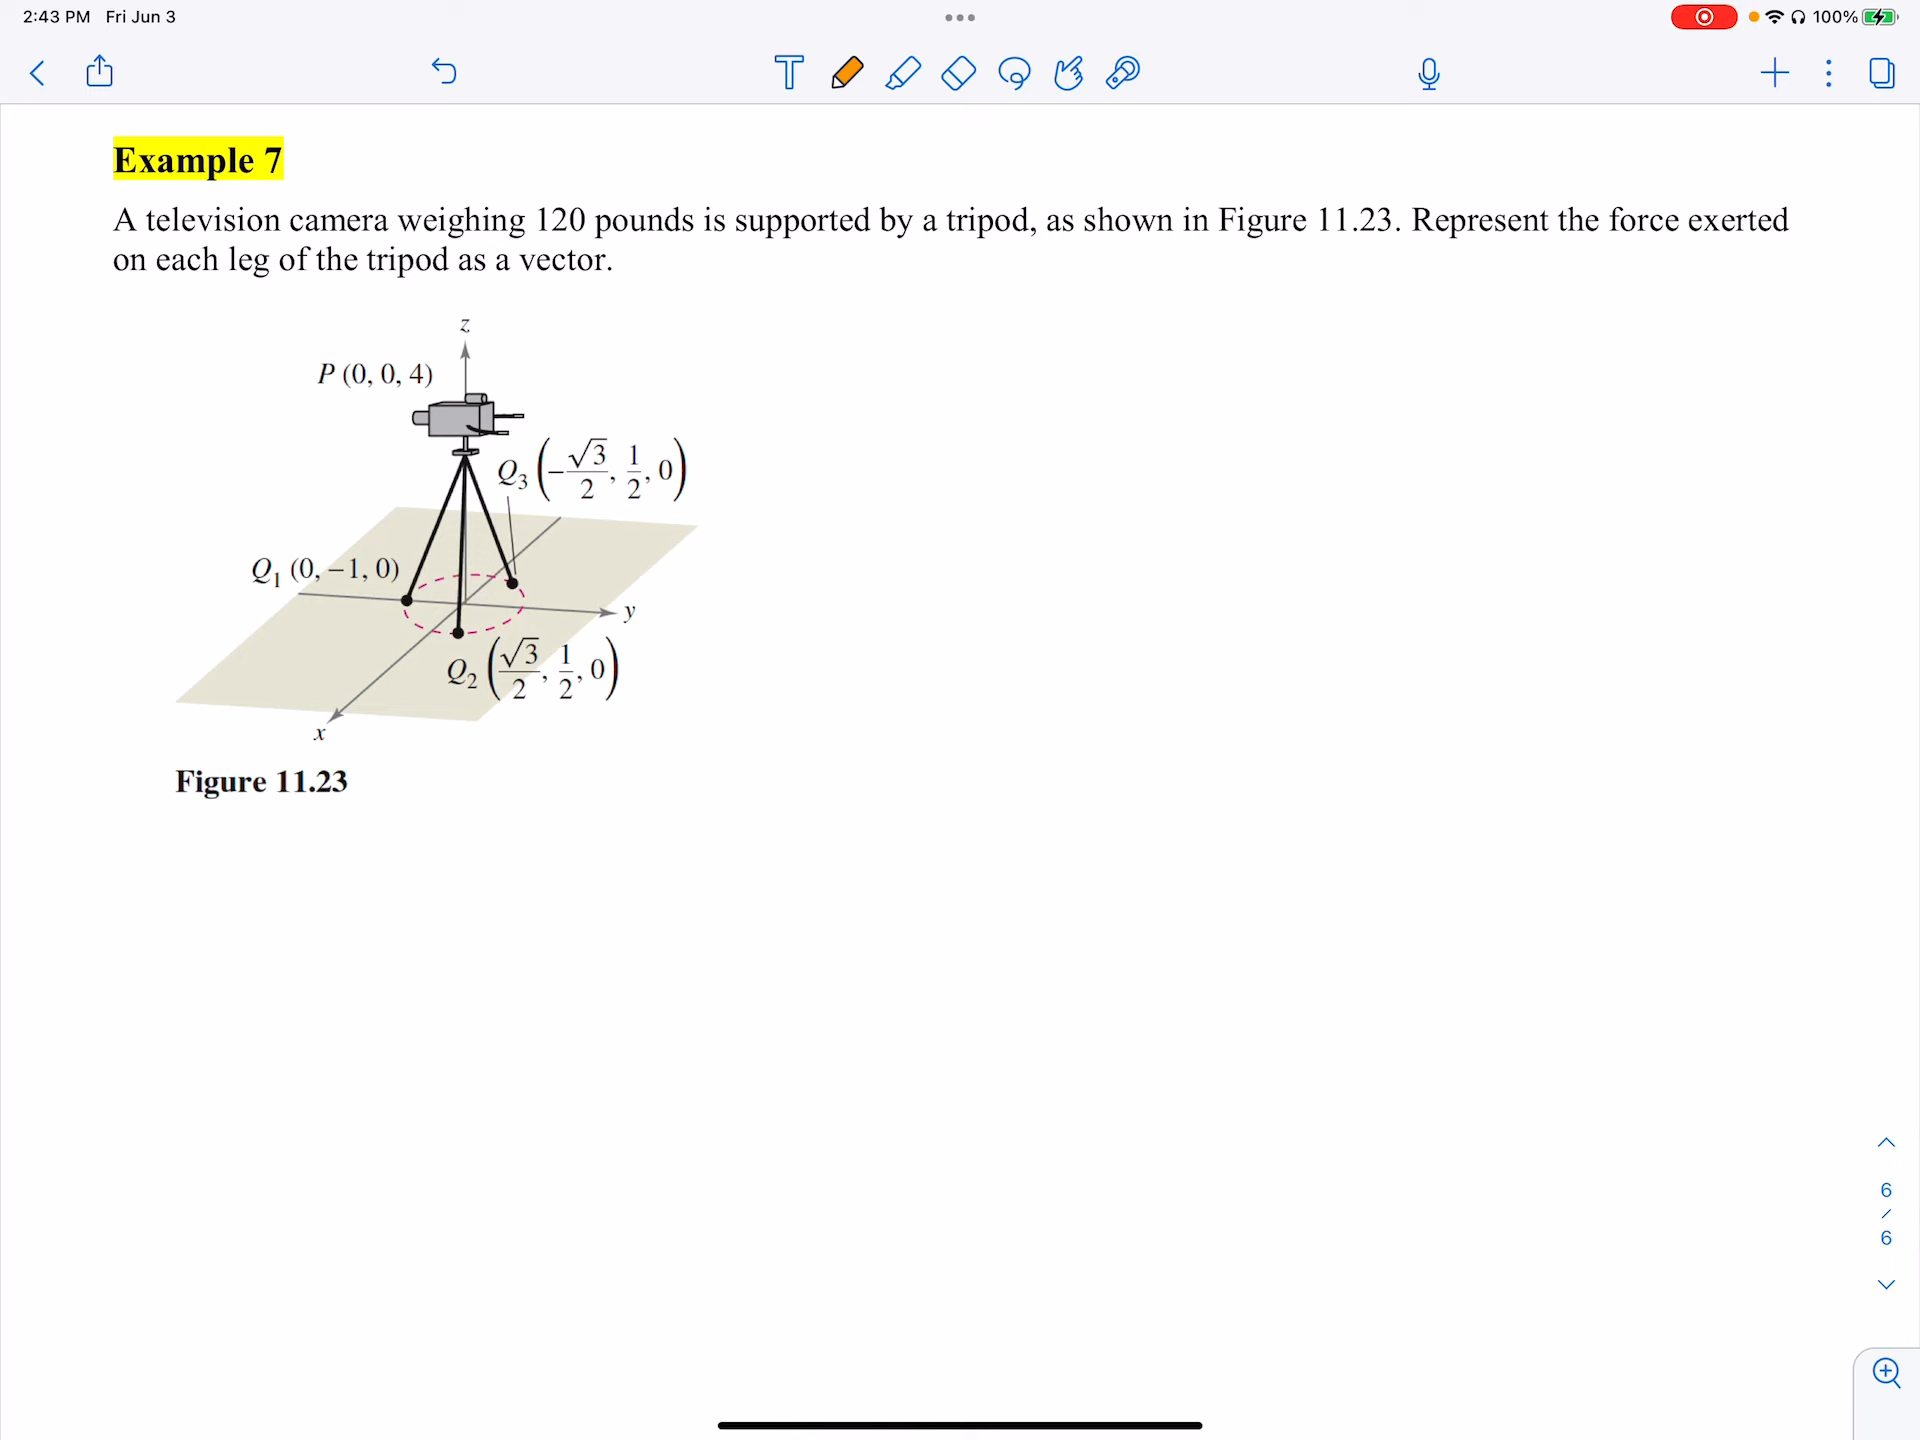 2:43 PM Fri Jun 3
100%
Example 7
A television camera weighing 120 pounds is supported by a tripod, as shown in Figure 11.23. Represent the force exerted
on each leg of the tripod as a vector.
z
P (0, 0, 4)
Q₃ (−√3/2, 1/2, 0)
Q₁ (0, −1, 0)
y
Q₂ (√3/2, 1/2, 0)
x
Figure 11.23
6
/
6